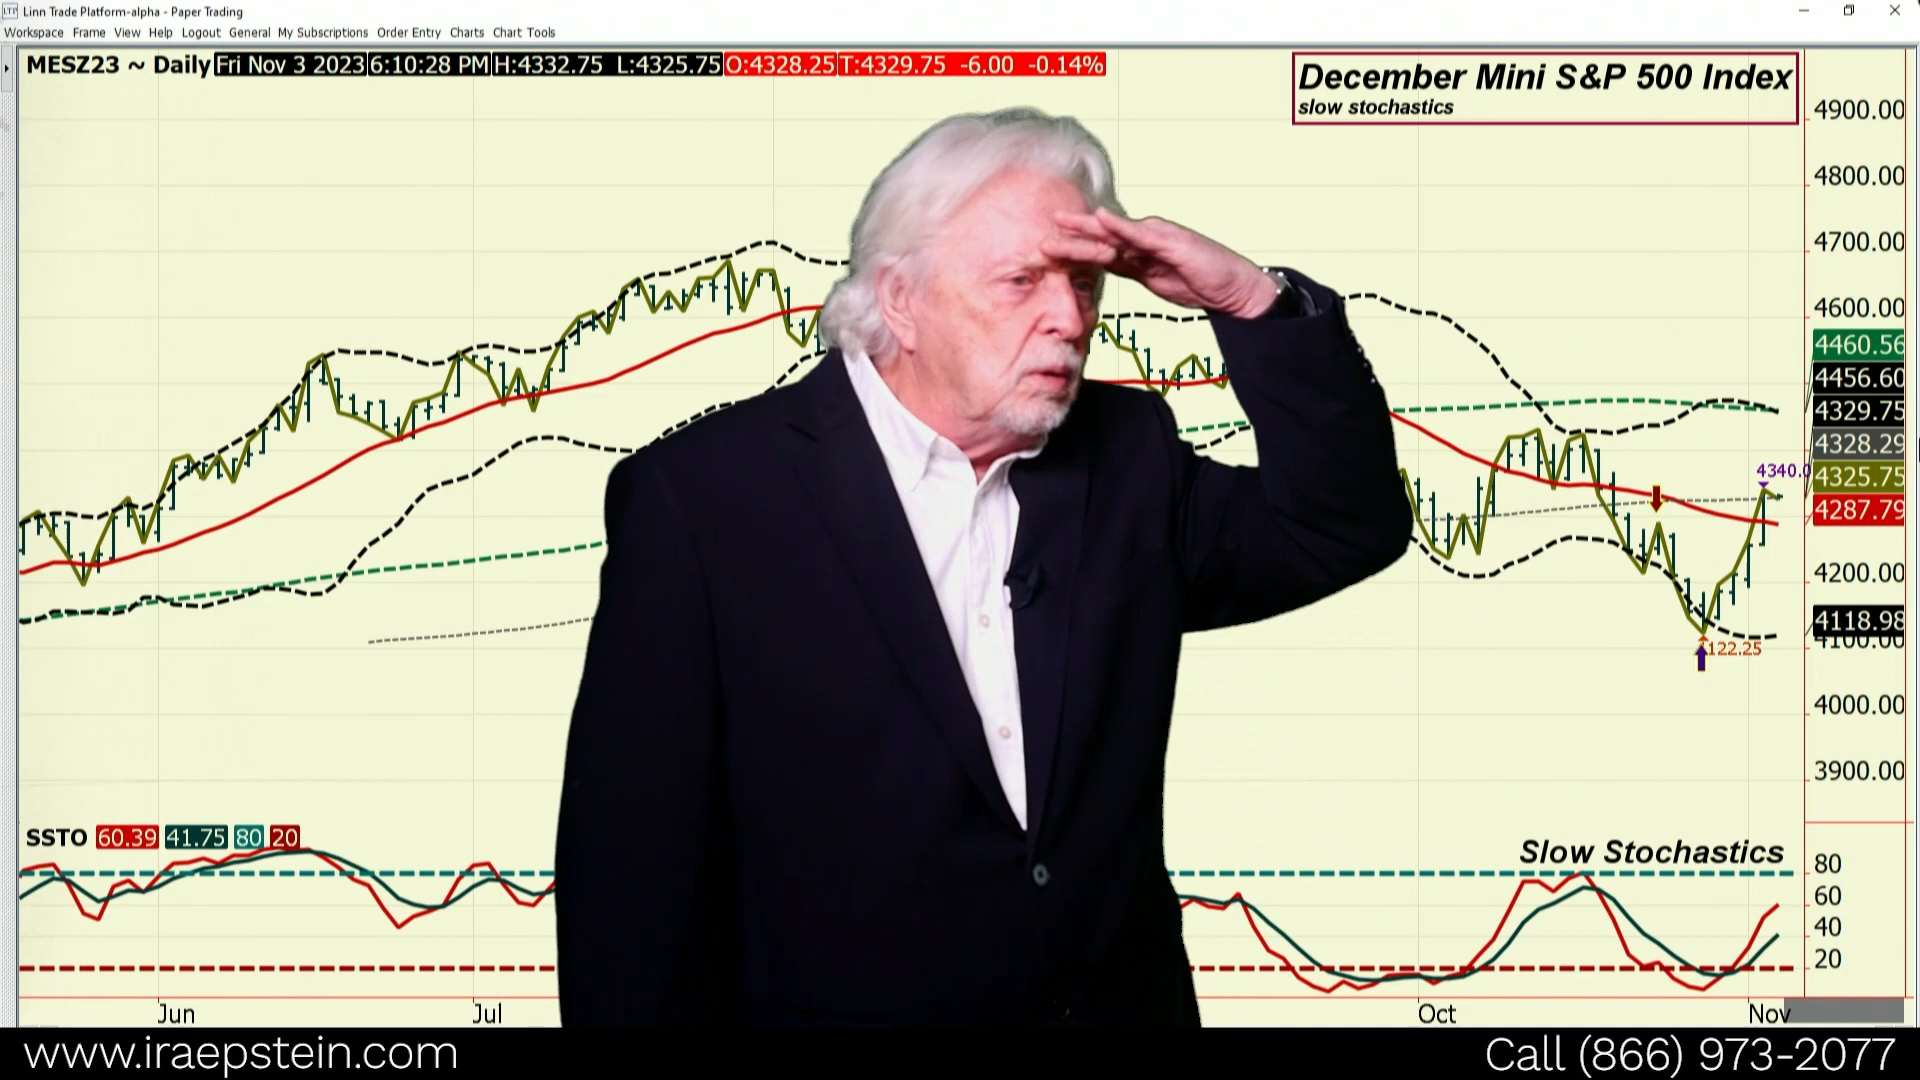 LTP Linn Trade Platform-alpha - Paper Trading
Workspace Frame View Help Logout General My Subscriptions Order Entry Charts Chart Tools
MESZ23 ~ Daily Fri Nov 3 2023 6:10:28 PM H:4332.75 L:4325.75 O:4328.25 T:4329.75 -6.00 -0.14%
December Mini S&P 500 Index
slow stochastics
4900.00
4800.00
4700.00
4600.00
4460.56
4456.60
4329.75
4328.29
4340.0
4325.75
4287.79
4200.00
4118.98
4100.00
122.25
4000.00
3900.00
SSTO 60.39 41.75 80 20
Slow Stochastics
80
60
40
20
Jun Jul Oct Nov
www.iraepstein.com
Call (866) 973-2077